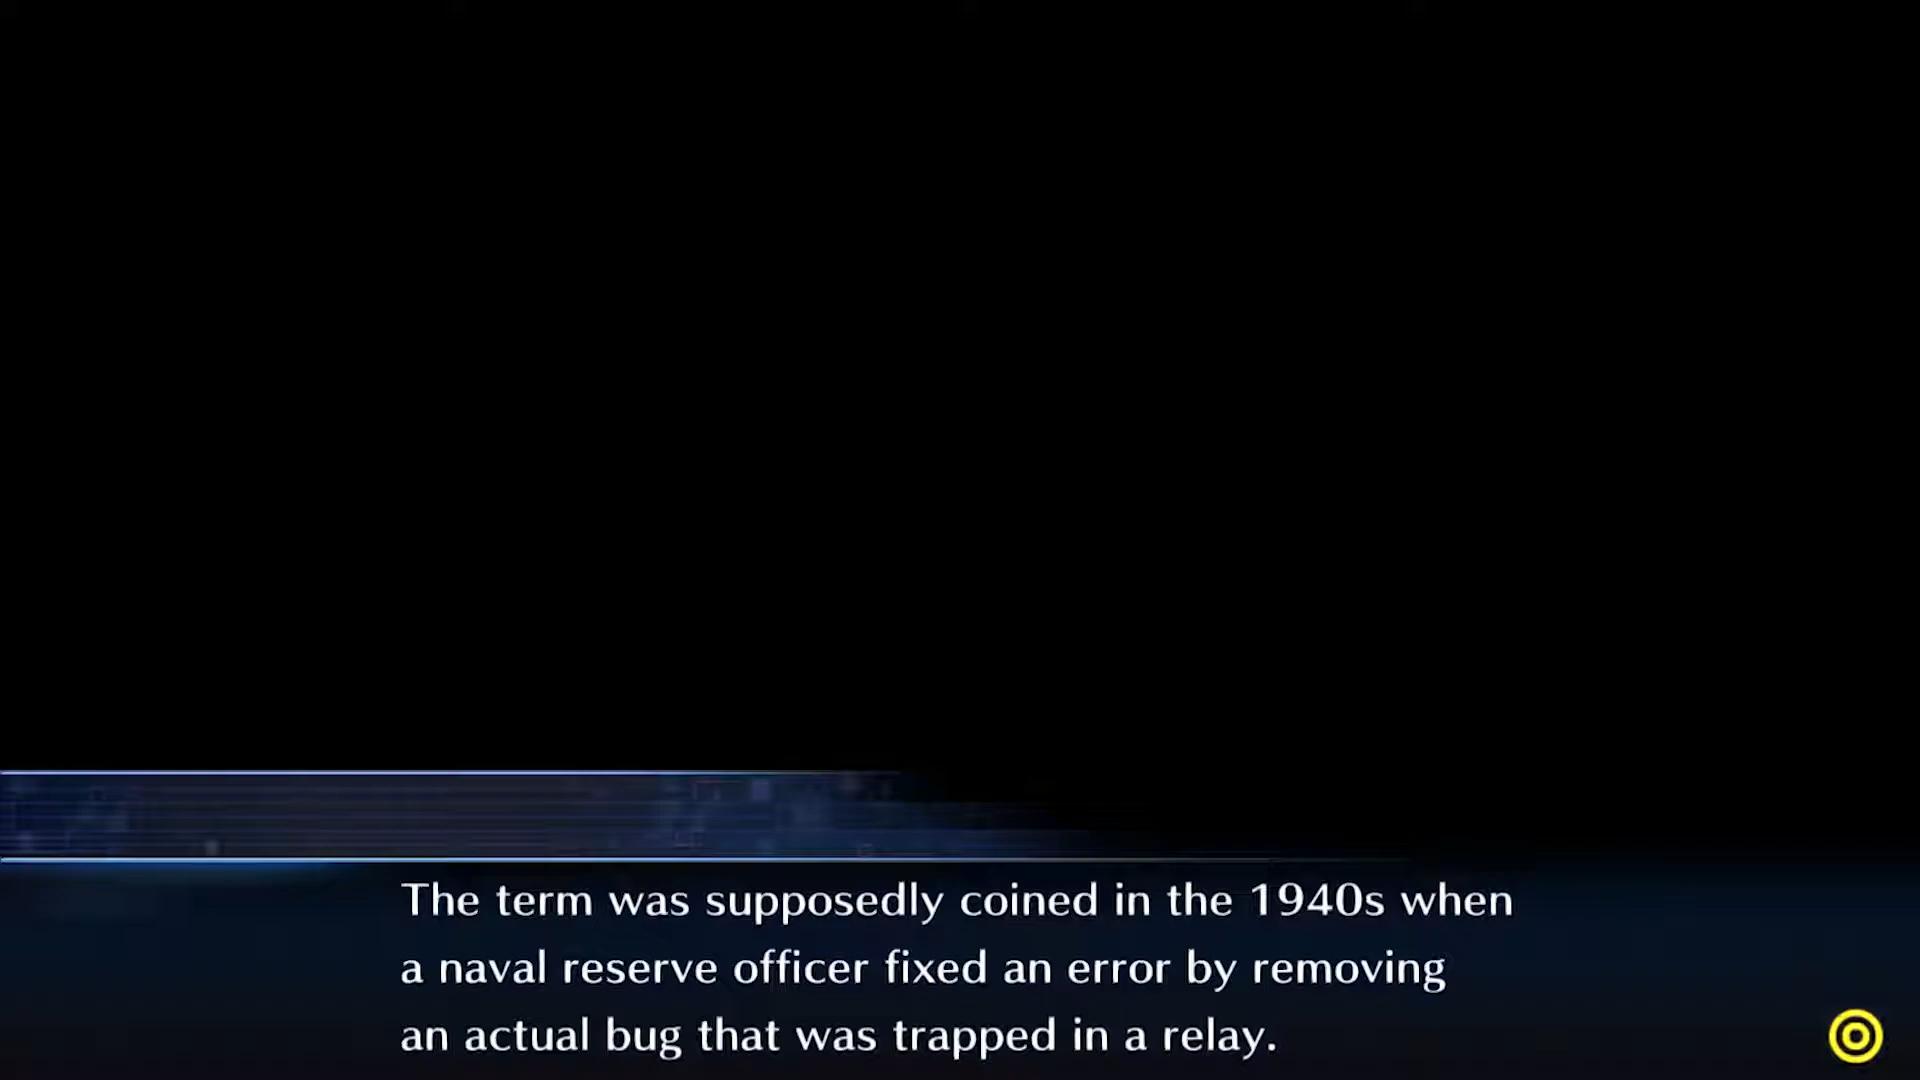 The term was supposedly coined in the 1940s when
a naval reserve officer fixed an error by removing
an actual bug that was trapped in a relay.